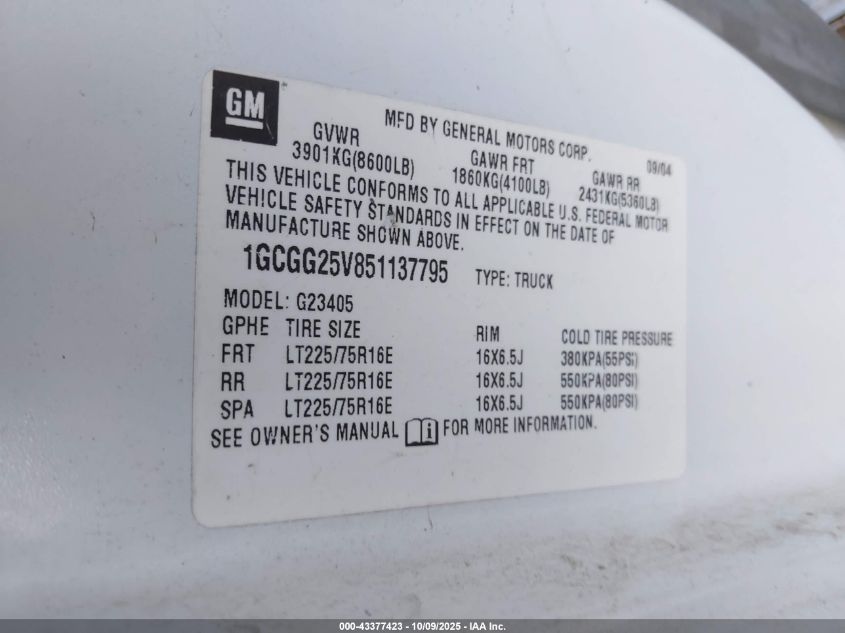 GM
MFD BY GENERAL MOTORS CORP. 09/04
GVWR GAWR FRT GAWR RR
3901KG(8600LB) 1860KG(4100LB) 2431KG(5360LB)
THIS VEHICLE CONFORMS TO ALL APPLICABLE U.S. FEDERAL MOTOR
VEHICLE SAFETY STANDARDS IN EFFECT ON THE DATE OF
MANUFACTURE SHOWN ABOVE.
1GCGG25V851137795 TYPE: TRUCK
MODEL: G23405
GPHE TIRE SIZE RIM COLD TIRE PRESSURE
FRT LT225/75R16E 16X6.5J 380KPA(55PSI)
RR LT225/75R16E 16X6.5J 550KPA(80PSI)
SPA LT225/75R16E 16X6.5J 550KPA(80PSI)
SEE OWNER'S MANUAL i FOR MORE INFORMATION.
000-43377423 - 10/09/2025 - IAA Inc.